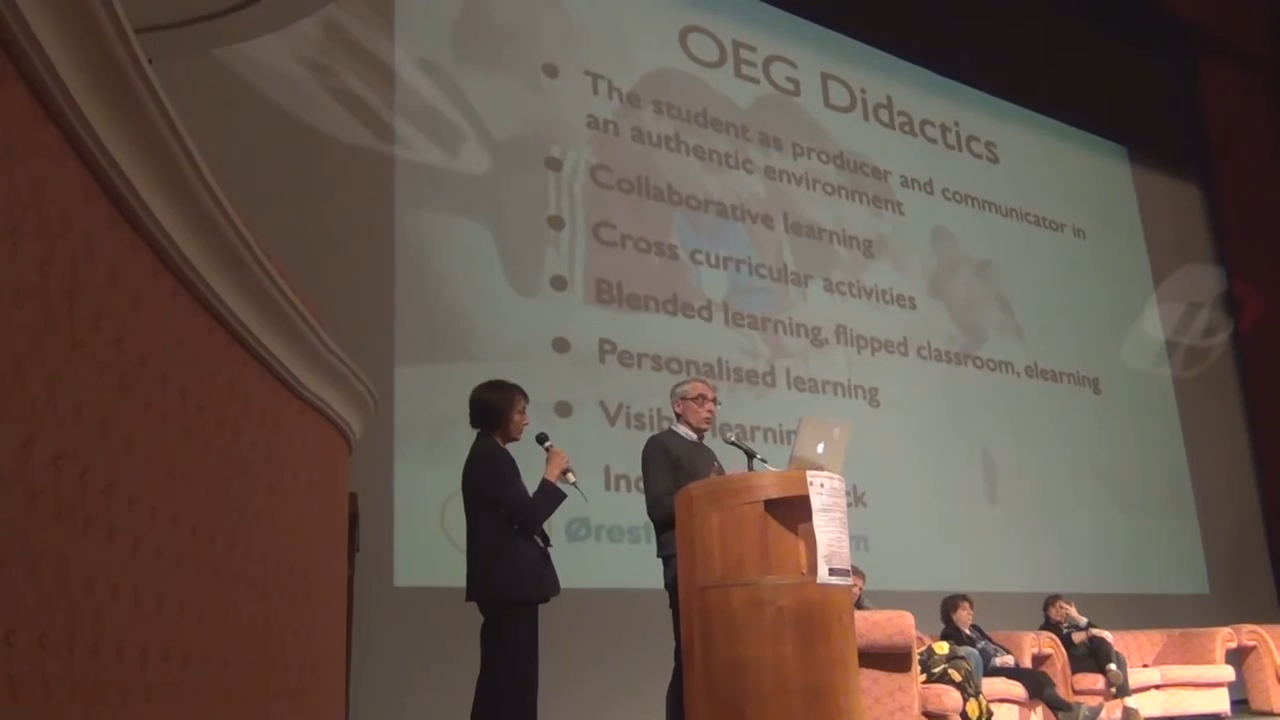 OEG Didactics
The student as producer and communicator in
an authentic environment
Collaborative learning
Cross curricular activities
Blended learning, flipped classroom, elearning
Personalised learning